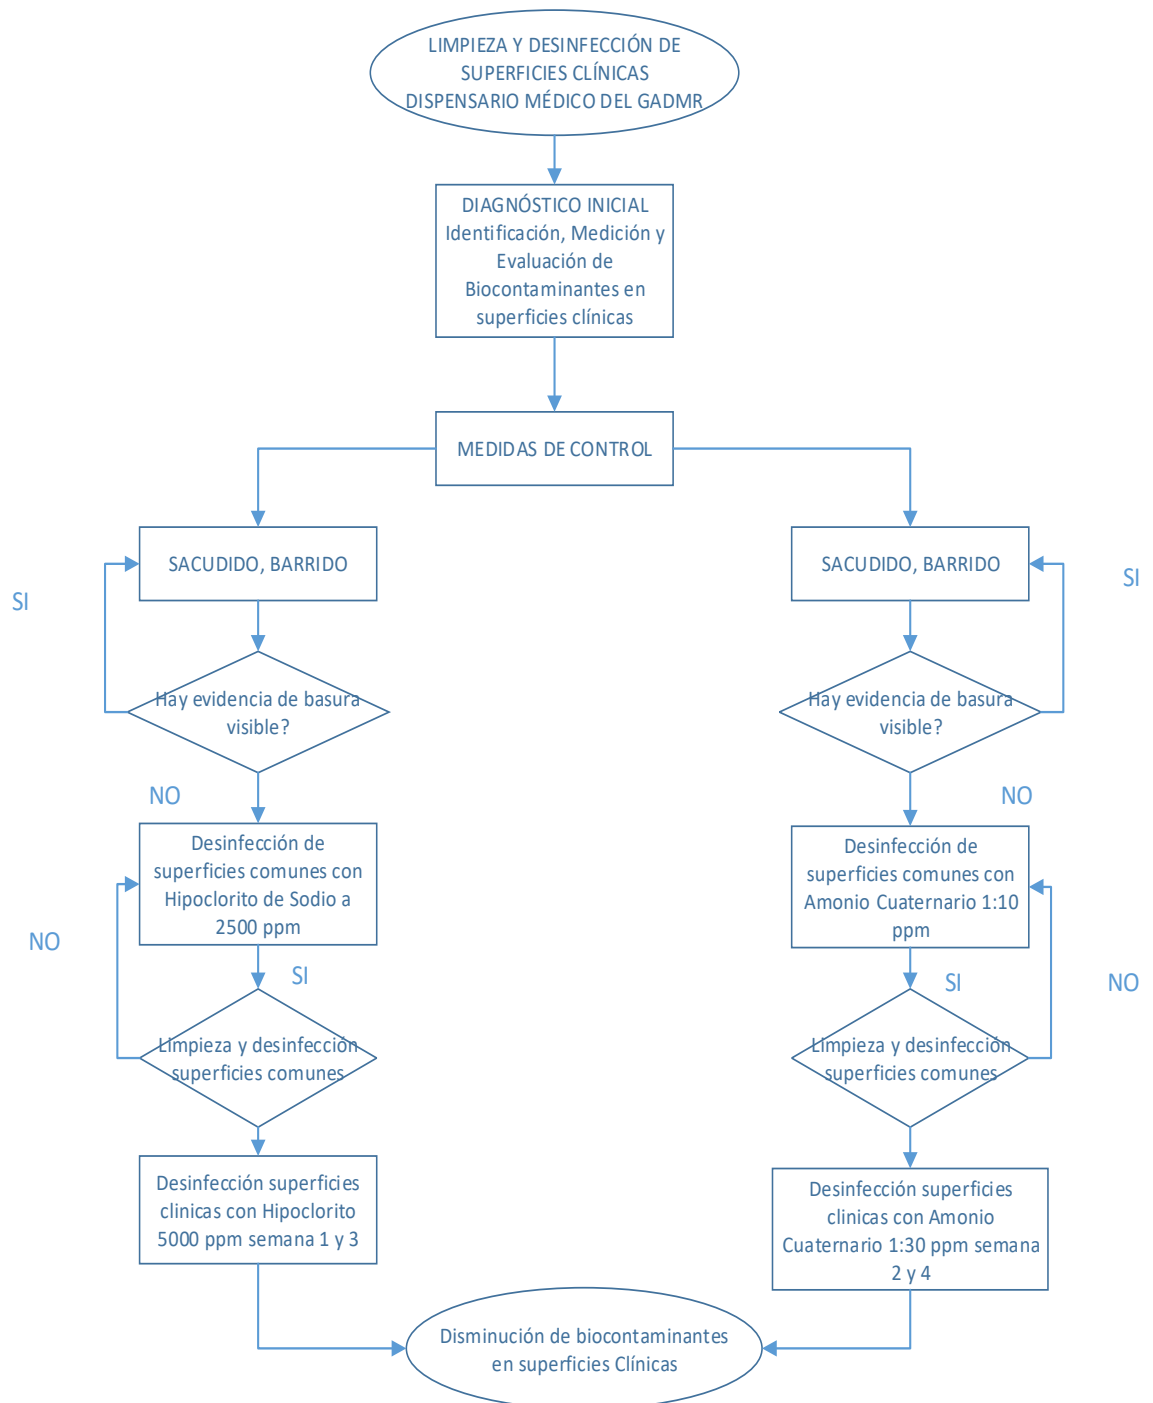 LIMPIEZA Y DESINFECCIÓN DE
SUPERFICIES CLÍNICAS
DISPENSARIO MÉDICO DEL GADMR
DIAGNÓSTICO INICIAL
Identificación, Medición y
Evaluación de
Biocontaminantes en
superficies clínicas
MEDIDAS DE CONTROL
SACUDIDO, BARRIDO
SI
Hay evidencia de basura
visible?
NO
Desinfección de
superficies comunes con
Hipoclorito de Sodio a
2500 ppm
NO
SI
Limpieza y desinfección
superficies comunes
Desinfección superficies
clinicas con Hipoclorito
5000 ppm semana 1 y 3
SACUDIDO, BARRIDO
SI
Hay evidencia de basura
visible?
NO
Desinfección de
superficies comunes con
Amonio Cuaternario 1:10
ppm
SI
NO
Limpieza y desinfección
superficies comunes
Desinfección superficies
clinicas con Amonio
Cuaternario 1:30 ppm semana
2 y 4
Disminución de biocontaminantes
en superficies Clínicas